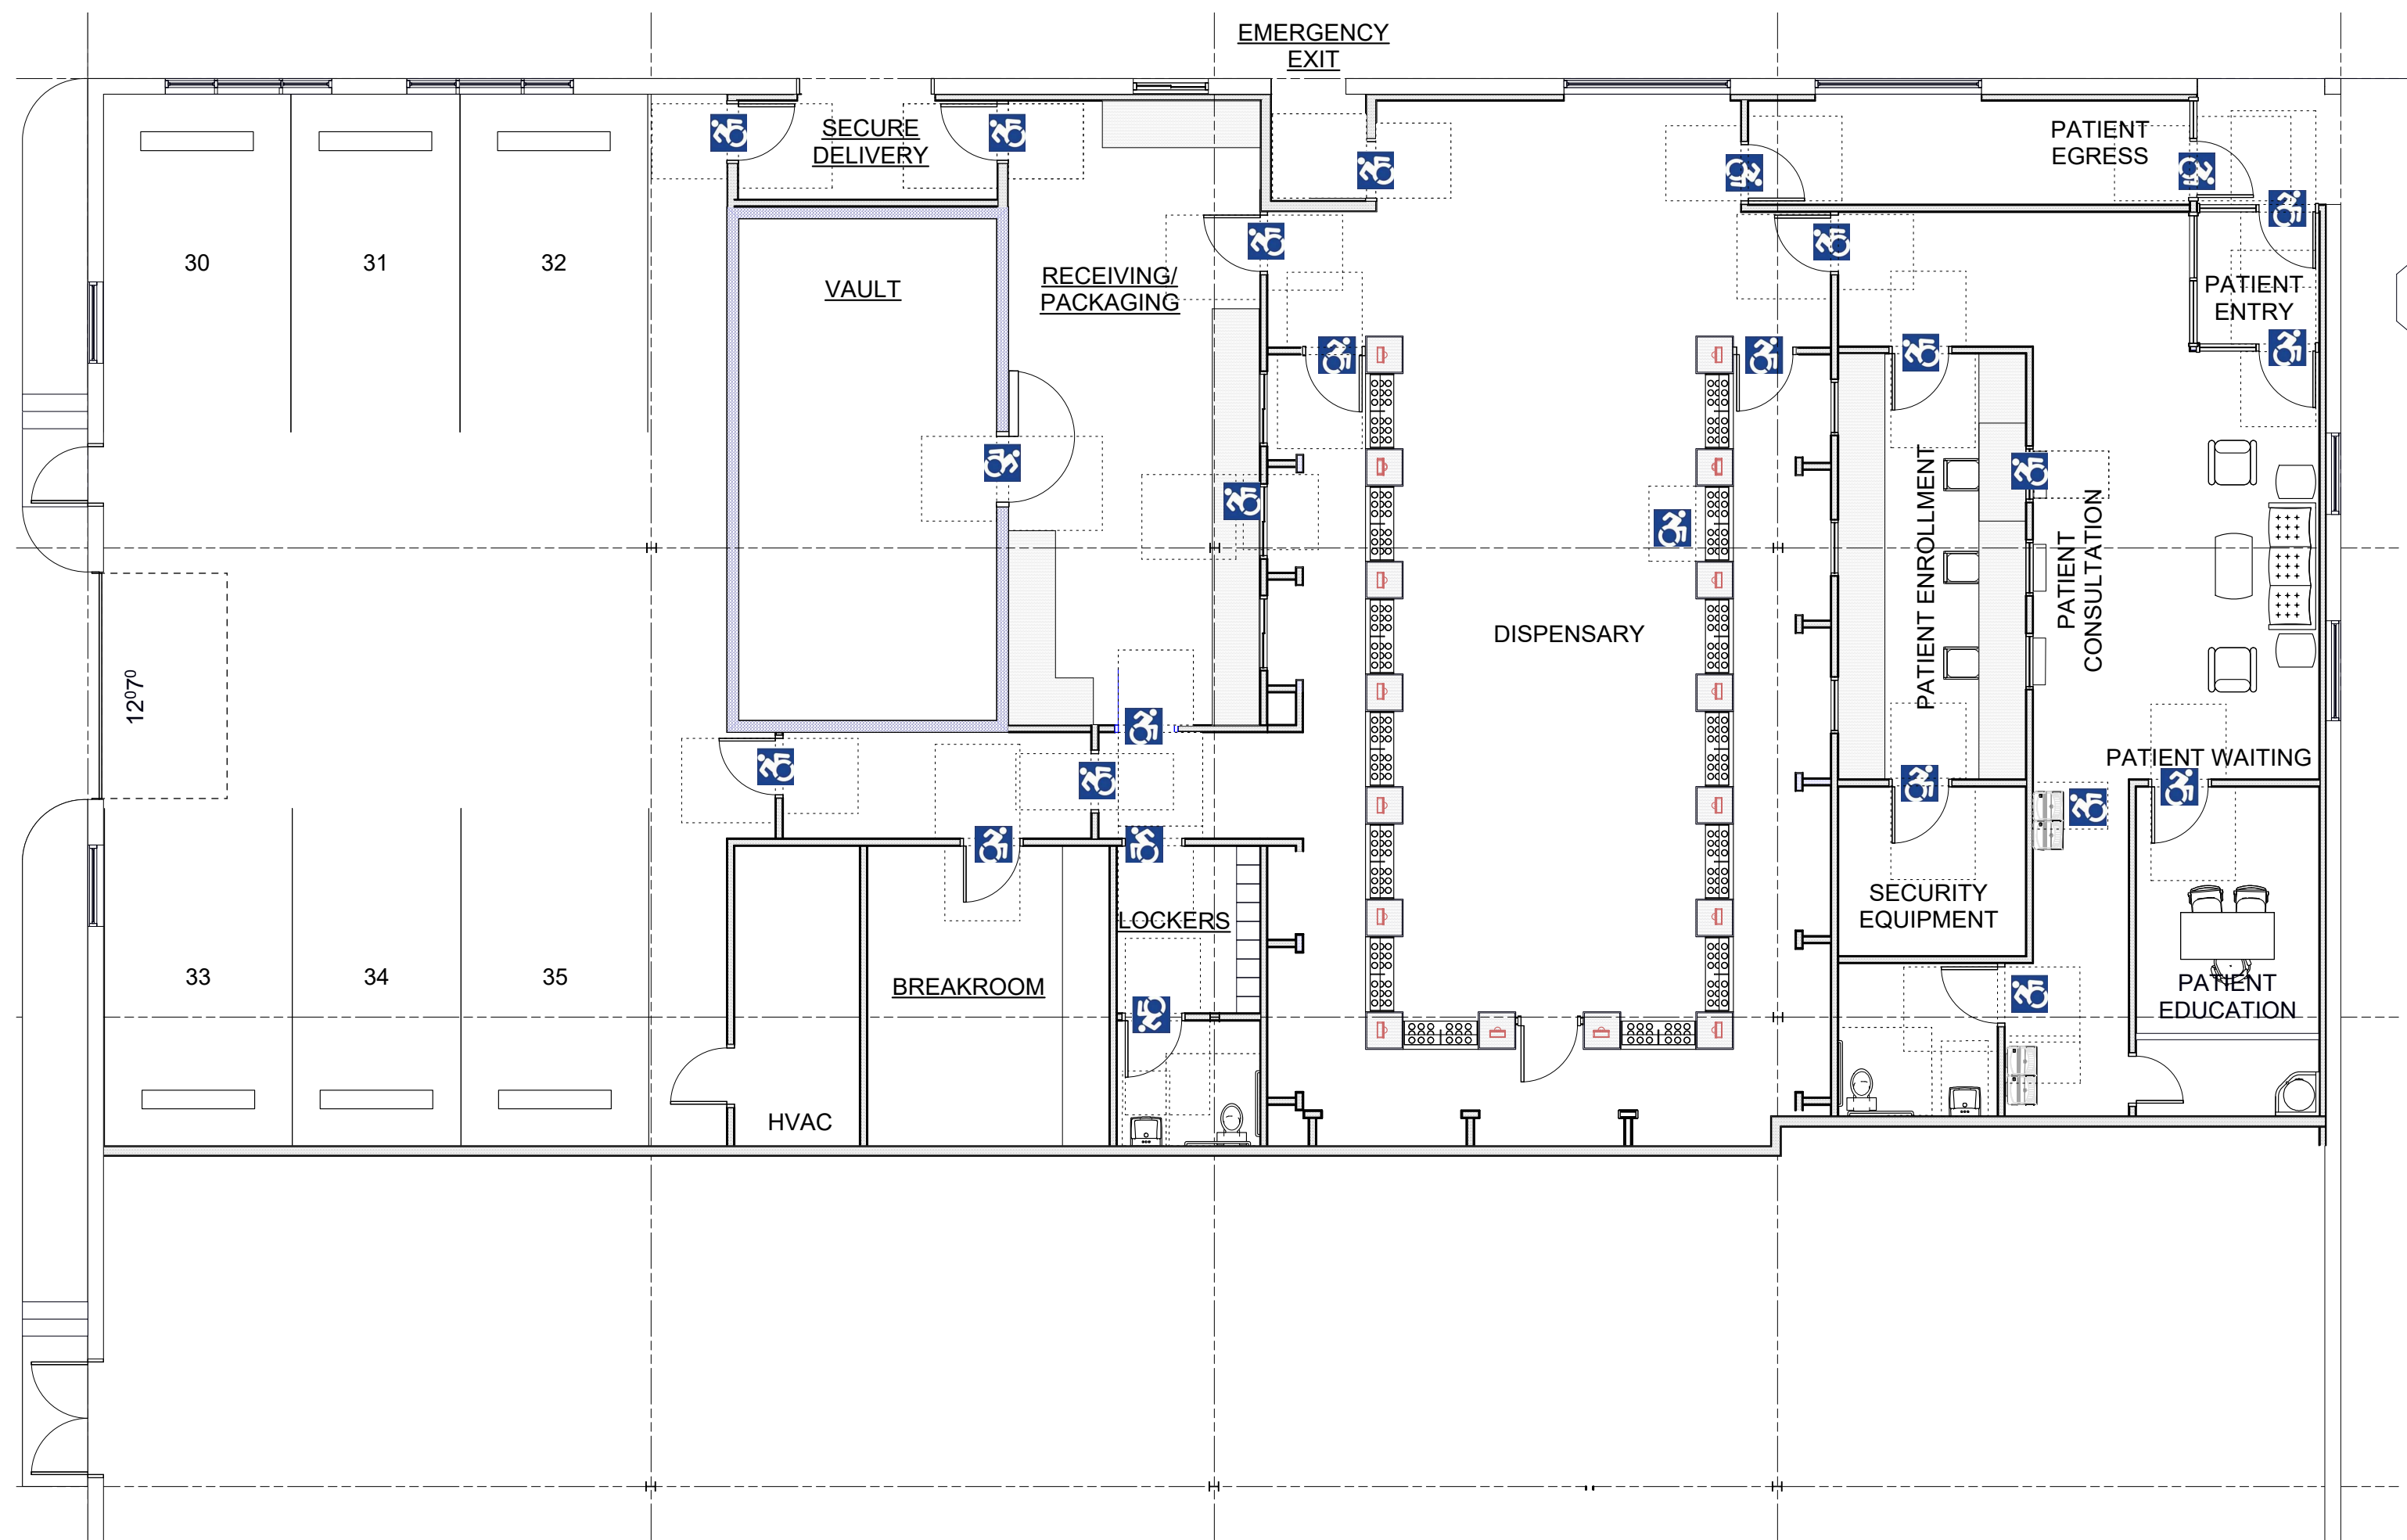 EMERGENCY
EXIT
SECURE
DELIVERY
PATIENT
EGRESS
30
31
32
VAULT
RECEIVING/
PACKAGING
PATIENT
ENTRY
PATIENT ENROLLMENT
PATIENT
CONSULTATION
DISPENSARY
12⁰7⁰
PATIENT WAITING
SECURITY
EQUIPMENT
LOCKERS
33
34
35
BREAKROOM
PATIENT
EDUCATION
HVAC